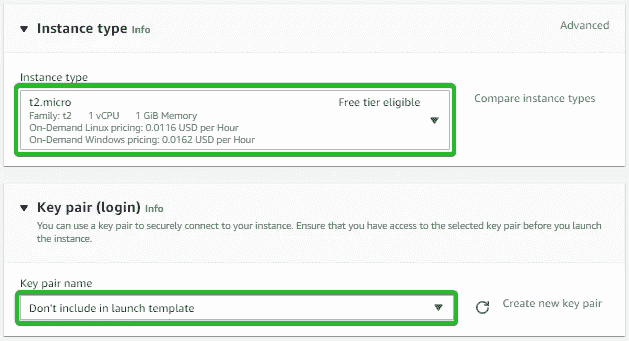 Instance type Info
Advanced
Instance type
t2.micro Free tier eligible
Family: t2 1 vCPU 1 GiB Memory
On-Demand Linux pricing: 0.0116 USD per Hour
On-Demand Windows pricing: 0.0162 USD per Hour
Compare instance types
Key pair (login) Info
You can use a key pair to securely connect to your instance. Ensure that you have access to the selected key pair before you launch
the instance.
Key pair name
Don't include in launch template
Create new key pair